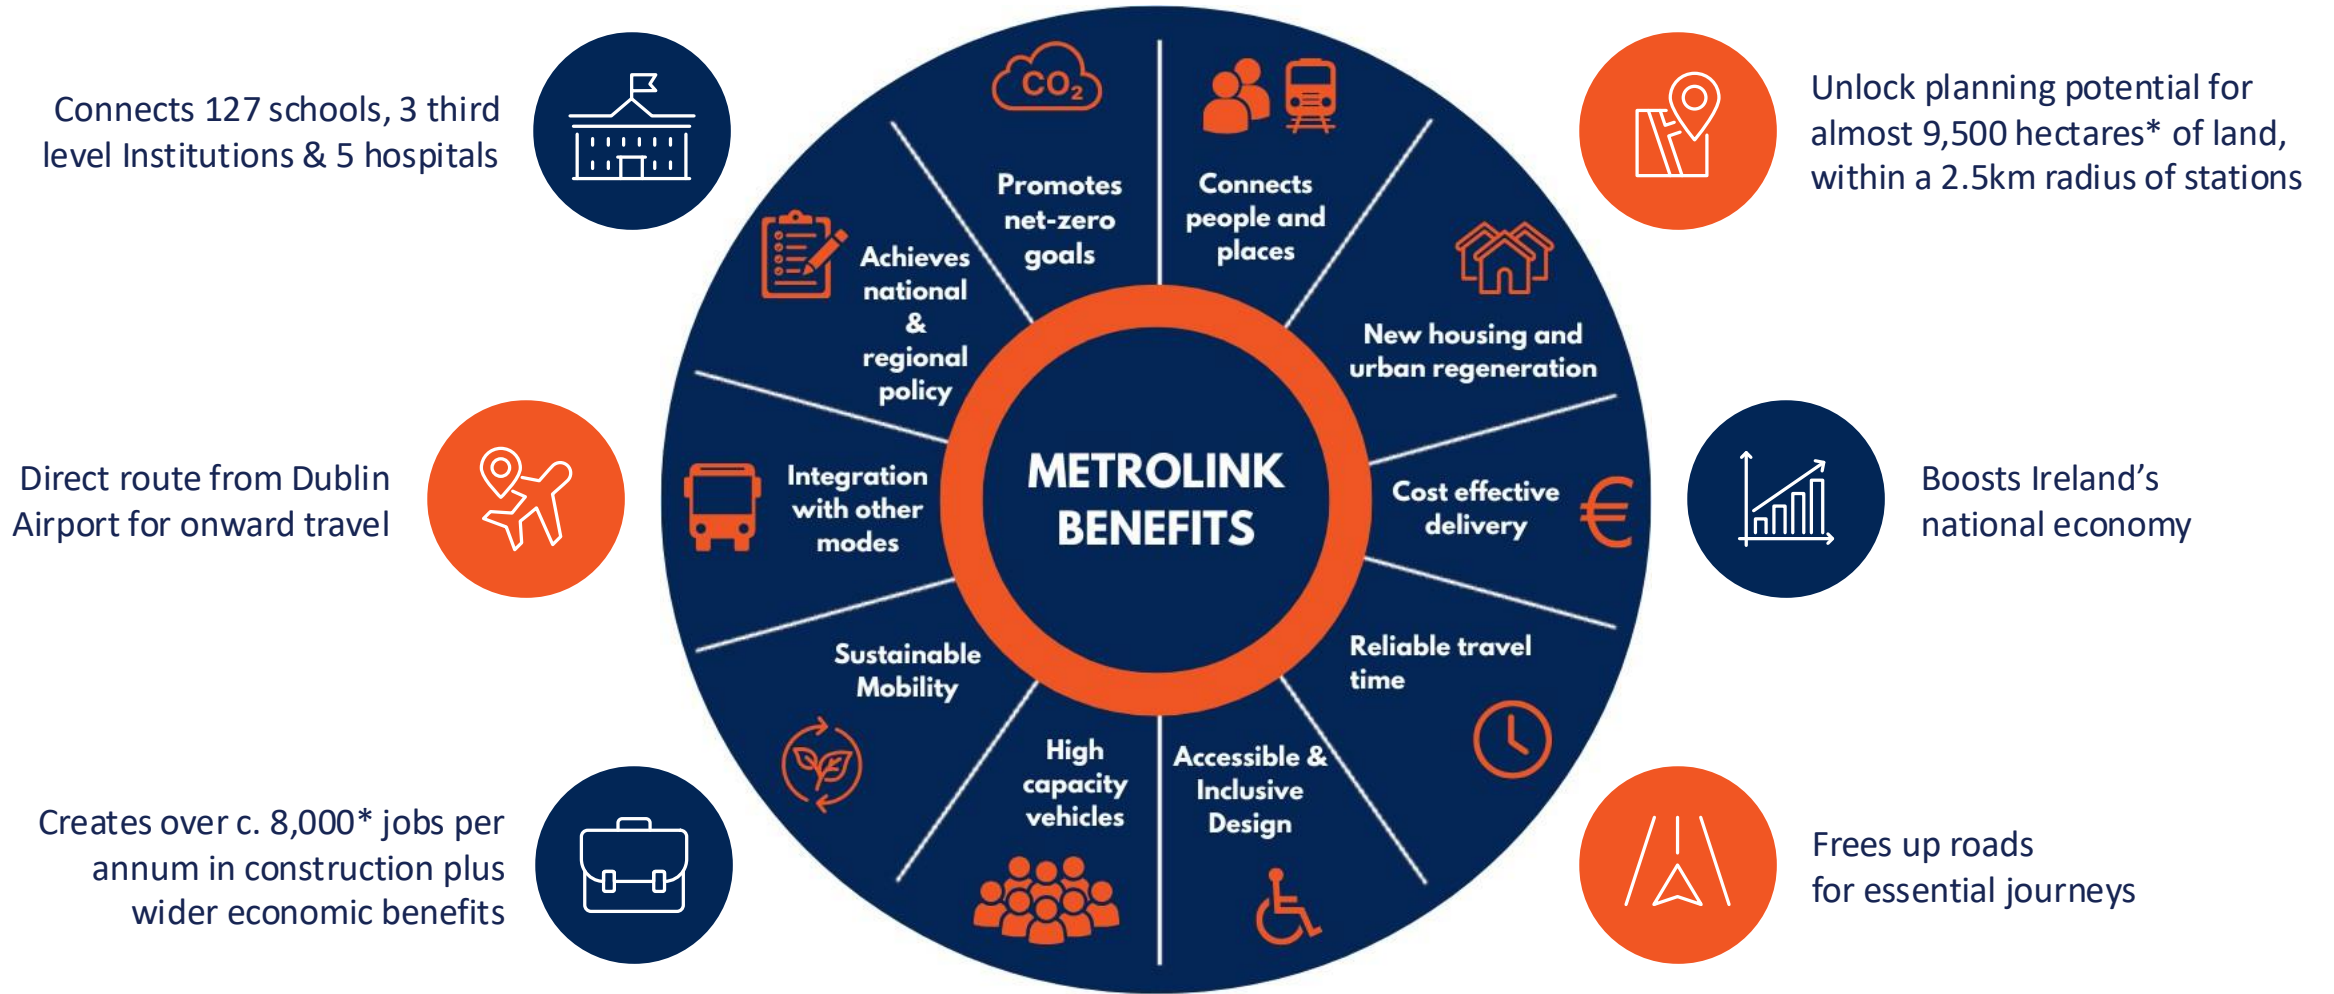 Connects 127 schools, 3 third
level Institutions & 5 hospitals
Direct route from Dublin
Airport for onward travel
Creates over c. 8,000* jobs per
annum in construction plus
wider economic benefits
METROLINK
BENEFITS
CO₂
Promotes
net-zero
goals
Connects
people and
places
New housing and
urban regeneration
Cost effective
delivery
€
Reliable travel
time
Accessible &
Inclusive
Design
High
capacity
vehicles
Sustainable
Mobility
Integration
with other
modes
Achieves
national
&
regional
policy
Unlock planning potential for
almost 9,500 hectares* of land,
within a 2.5km radius of stations
Boosts Ireland’s
national economy
Frees up roads
for essential journeys